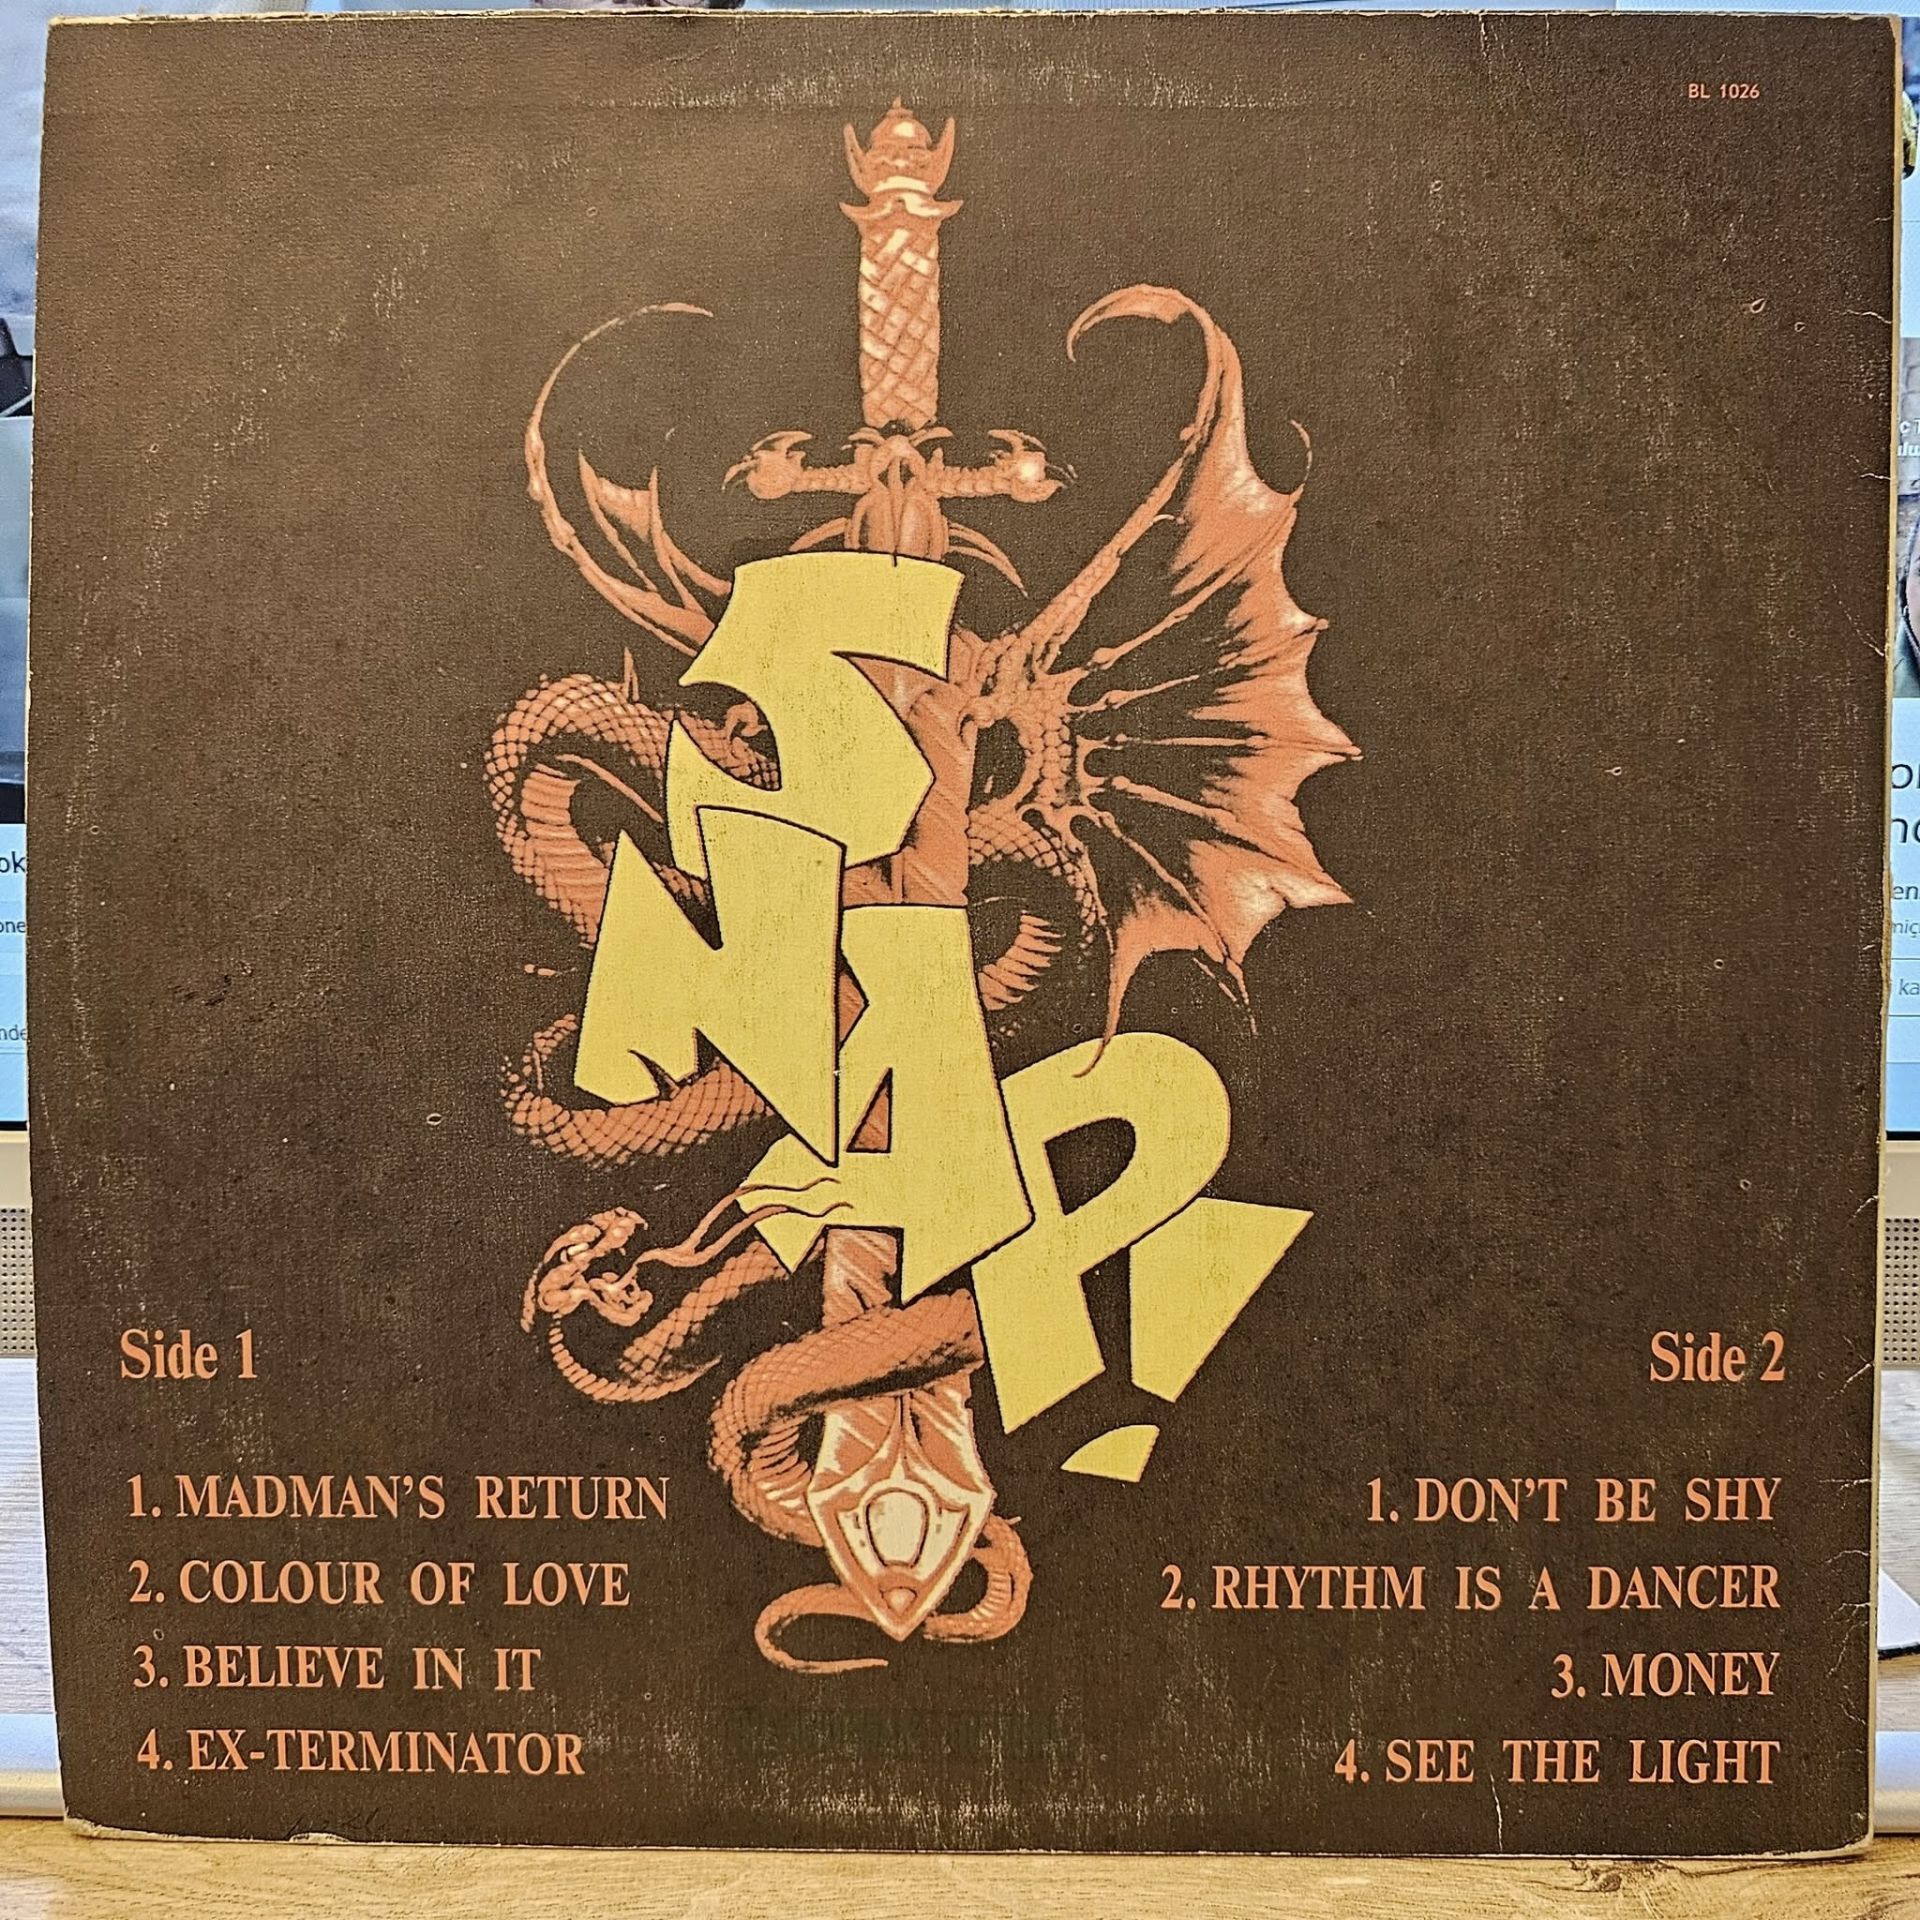 BL 1026
SNAP!
Side 1
1. MADMAN'S RETURN
2. COLOUR OF LOVE
3. BELIEVE IN IT
4. EX-TERMINATOR
Side 2
1. DON'T BE SHY
2. RHYTHM IS A DANCER
3. MONEY
4. SEE THE LIGHT